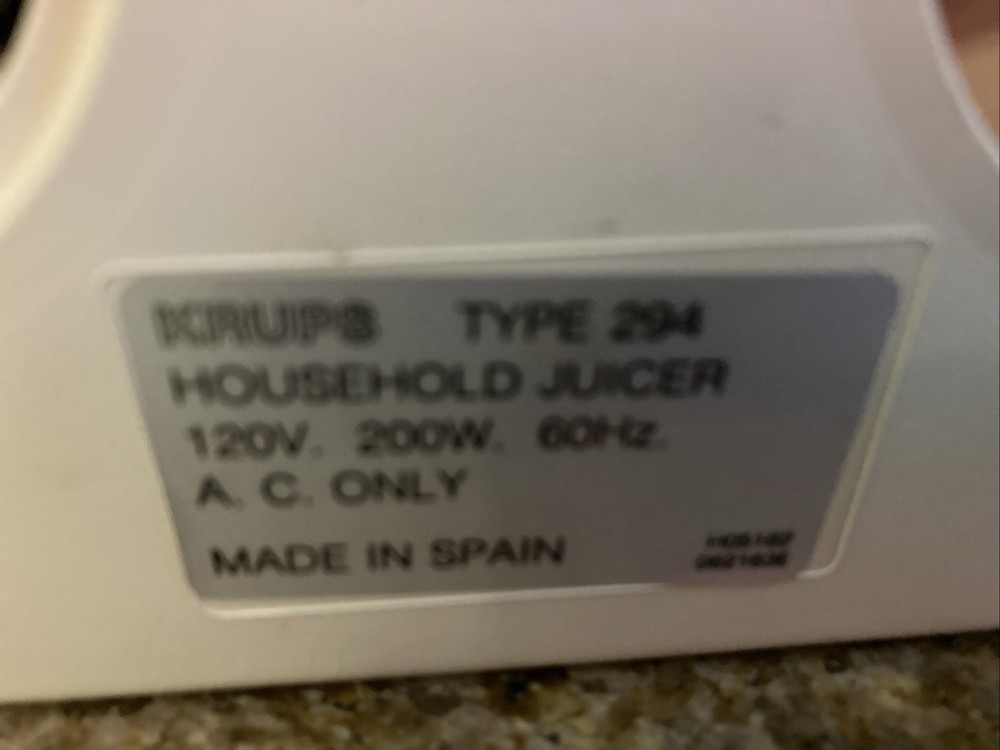 KRUPS TYPE 294
HOUSEHOLD JUICER
120V. 200W. 60Hz.
A. C. ONLY
MADE IN SPAIN